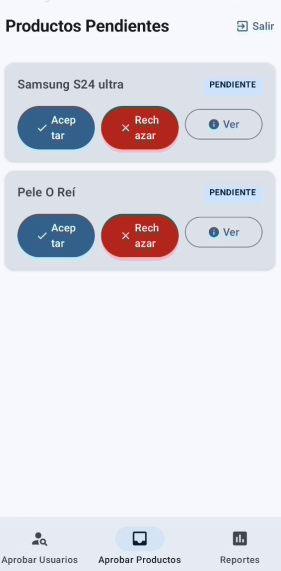 Productos Pendientes
Salir
Samsung S24 ultra
PENDIENTE
Acep
tar
Rech
azar
Ver
Pele O Reí
PENDIENTE
Acep
tar
Rech
azar
Ver
Aprobar Usuarios
Aprobar Productos
Reportes